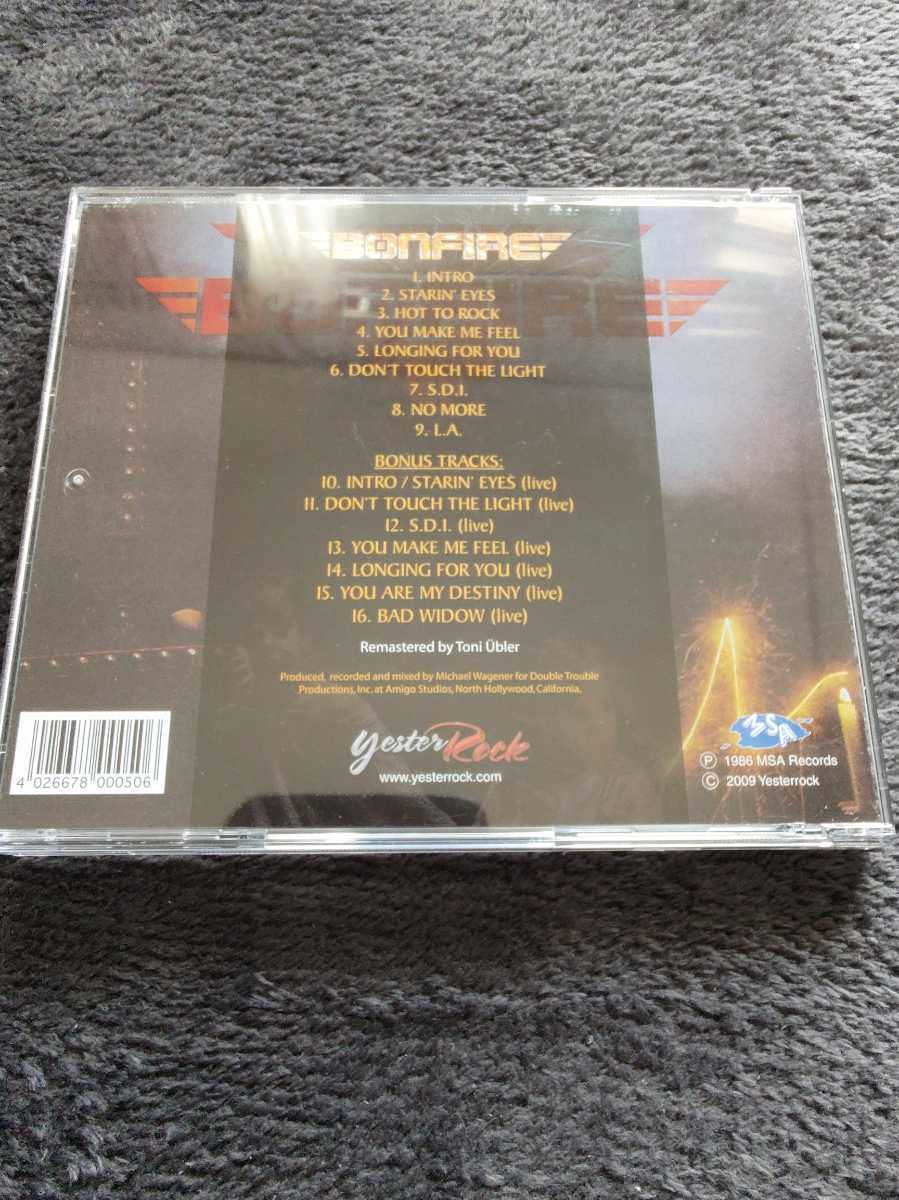 BONFIRE
BONFIRE
1. INTRO
2. STARIN' EYES
3. HOT TO ROCK
4. YOU MAKE ME FEEL
5. LONGING FOR YOU
6. DON'T TOUCH THE LIGHT
7. S.D.I.
8. NO MORE
9. L.A.
BONUS TRACKS:
10. INTRO / STARIN' EYES (live)
11. DON'T TOUCH THE LIGHT (live)
12. S.D.I. (live)
13. YOU MAKE ME FEEL (live)
14. LONGING FOR YOU (live)
15. YOU ARE MY DESTINY (live)
16. BAD WIDOW (live)
Remastered by Toni Übler
Produced, recorded and mixed by Michael Wagener for Double Trouble
Productions, Inc. at Amigo Studios, North Hollywood, California.
yesterRock
www.yesterrock.com
4 026678 000506
MSA
Ⓟ 1986 MSA Records
© 2009 Yesterrock